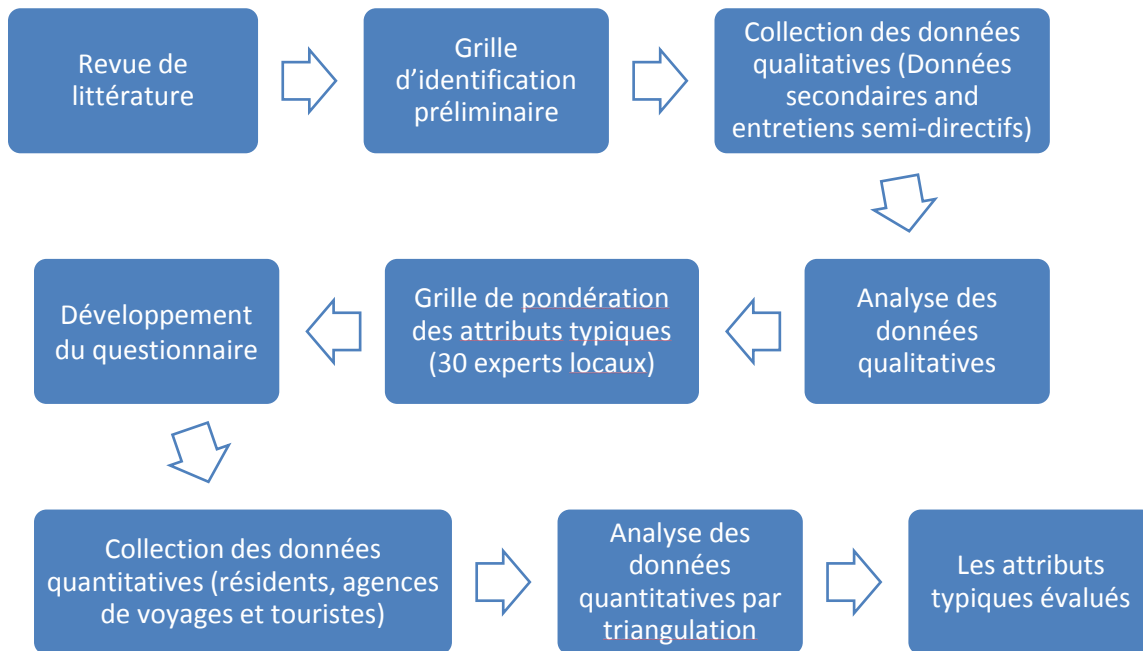 Revue de
littérature
Grille
d'identification
préliminaire
Collection des données
qualitatives (Données
secondaires and
entretiens semi-directifs)
Analyse des
données
qualitatives
Grille de pondération
des attributs typiques
(30 experts locaux)
Développement
du questionnaire
Collection des données
quantitatives (résidents, agences
de voyages et touristes)
Analyse des
données
quantitatives par
triangulation
Les attributs
typiques évalués